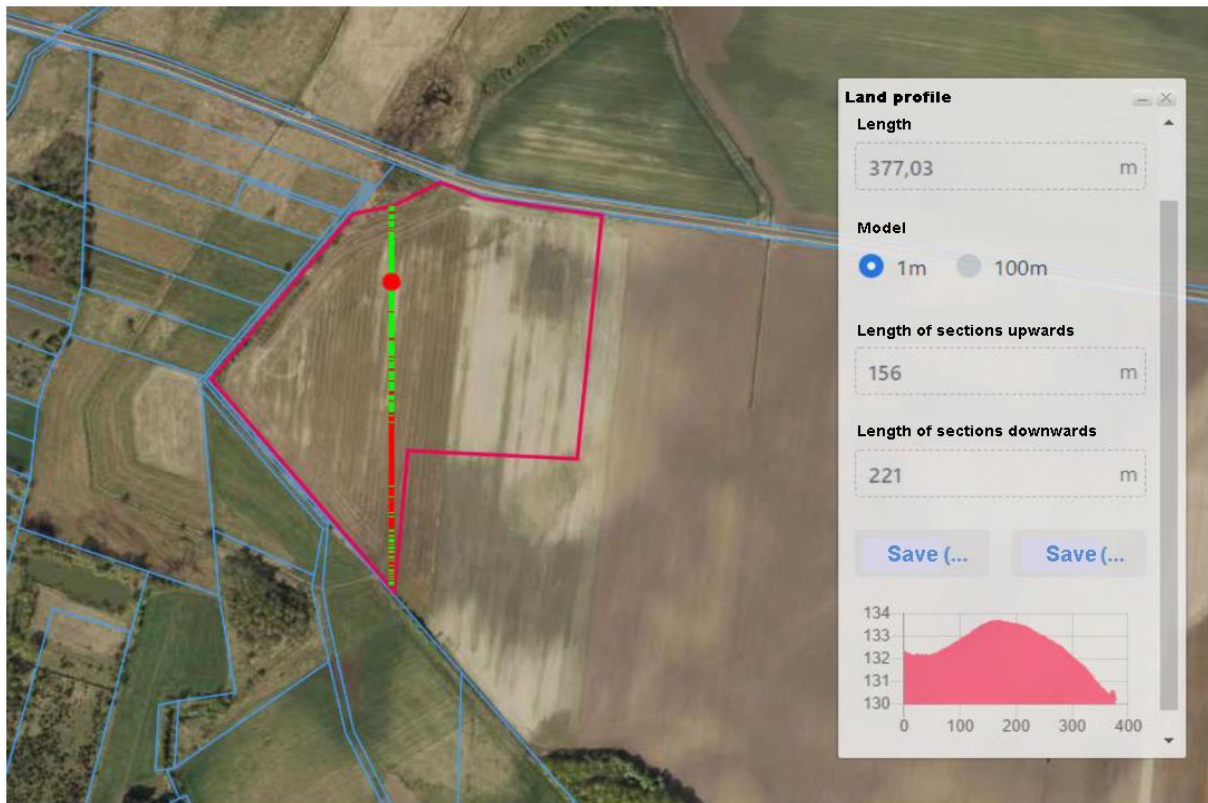 Land profile
Length
377,03 m
Model
1m 100m
Length of sections upwards
156 m
Length of sections downwards
221 m
Save (... Save (...
134
133
132
131
130
0 100 200 300 400